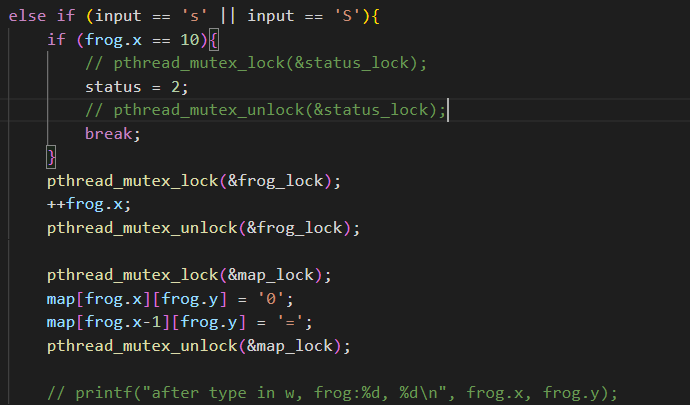 else if (input == 's' || input == 'S'){
if (frog.x == 10){
// pthread_mutex_lock(&status_lock);
status = 2;
// pthread_mutex_unlock(&status_lock);
break;
}
pthread_mutex_lock(&frog_lock);
++frog.x;
pthread_mutex_unlock(&frog_lock);
pthread_mutex_lock(&map_lock);
map[frog.x][frog.y] = '0';
map[frog.x-1][frog.y] = '=';
pthread_mutex_unlock(&map_lock);
// printf("after type in w, frog:%d, %d\n", frog.x, frog.y);